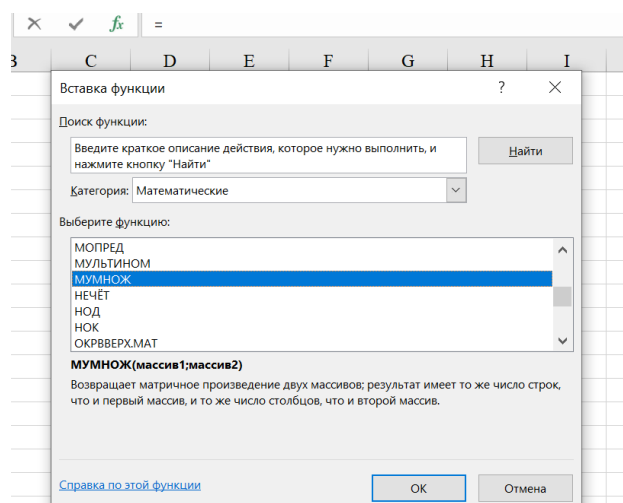 fx =
B C D E F G H I
Вставка функции ? ×
Поиск функции:
Введите краткое описание действия, которое нужно выполнить, и
нажмите кнопку "Найти"
Найти
Категория: Математические
Выберите функцию:
МОПРЕД
МУЛЬТИНОМ
МУМНОЖ
НЕЧЁТ
НОД
НОК
ОКРВВЕРХ.МАТ
МУМНОЖ(массив1;массив2)
Возвращает матричное произведение двух массивов; результат имеет то же число строк,
что и первый массив, и то же число столбцов, что и второй массив.
Справка по этой функции
ОК Отмена